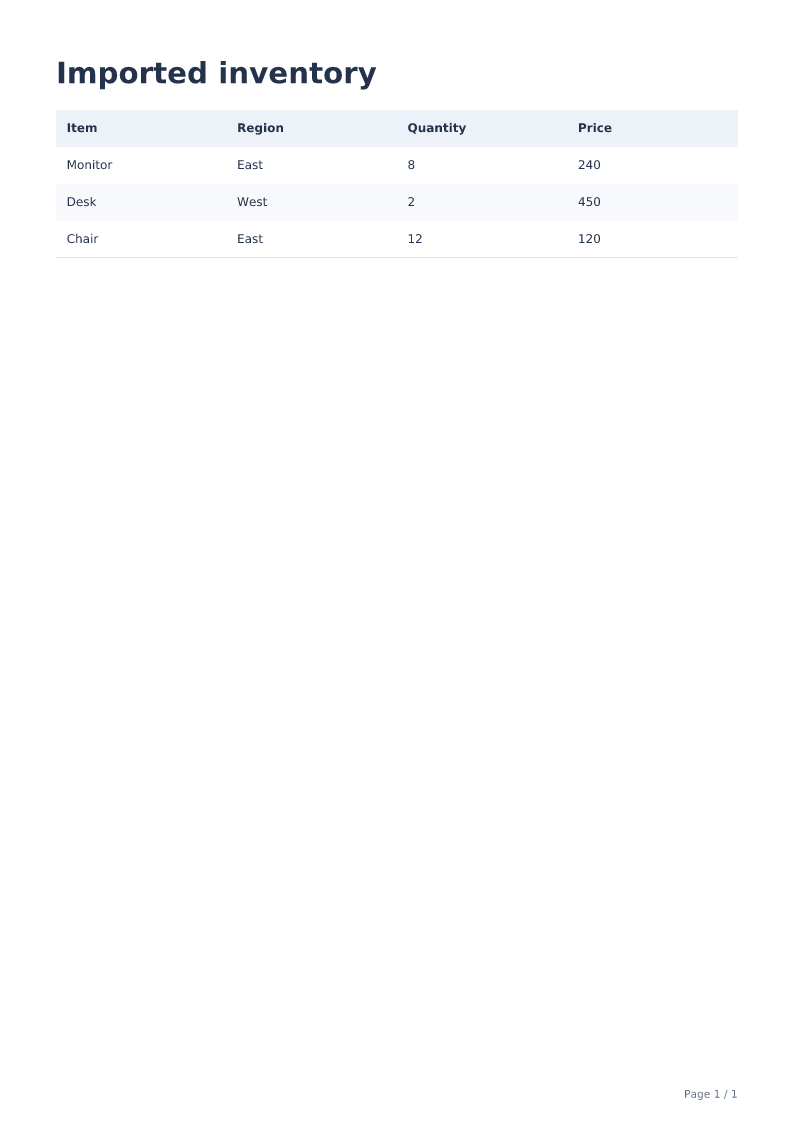 Imported inventory
Item Region Quantity Price
Monitor East 8 240
Desk West 2 450
Chair East 12 120
Page 1 / 1